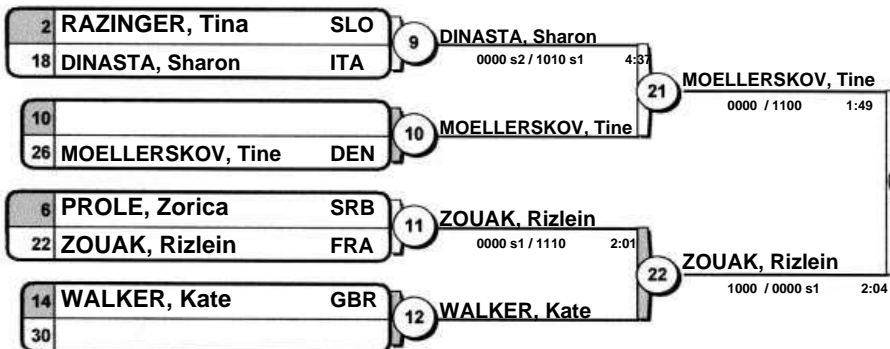 2 RAZINGER, Tina SLO
18 DINASTA, Sharon ITA
9
DINASTA, Sharon
0000 s2 / 1010 s1 4:37
10
26 MOELLERSKOV, Tine DEN
10
MOELLERSKOV, Tine
21
MOELLERSKOV, Tine
0000 / 1100 1:49
6 PROLE, Zorica SRB
22 ZOUAK, Rizlein FRA
11
ZOUAK, Rizlein
0000 s1 / 1110 2:01
14 WALKER, Kate GBR
30
12
WALKER, Kate
22
ZOUAK, Rizlein
1000 / 0000 s1 2:04